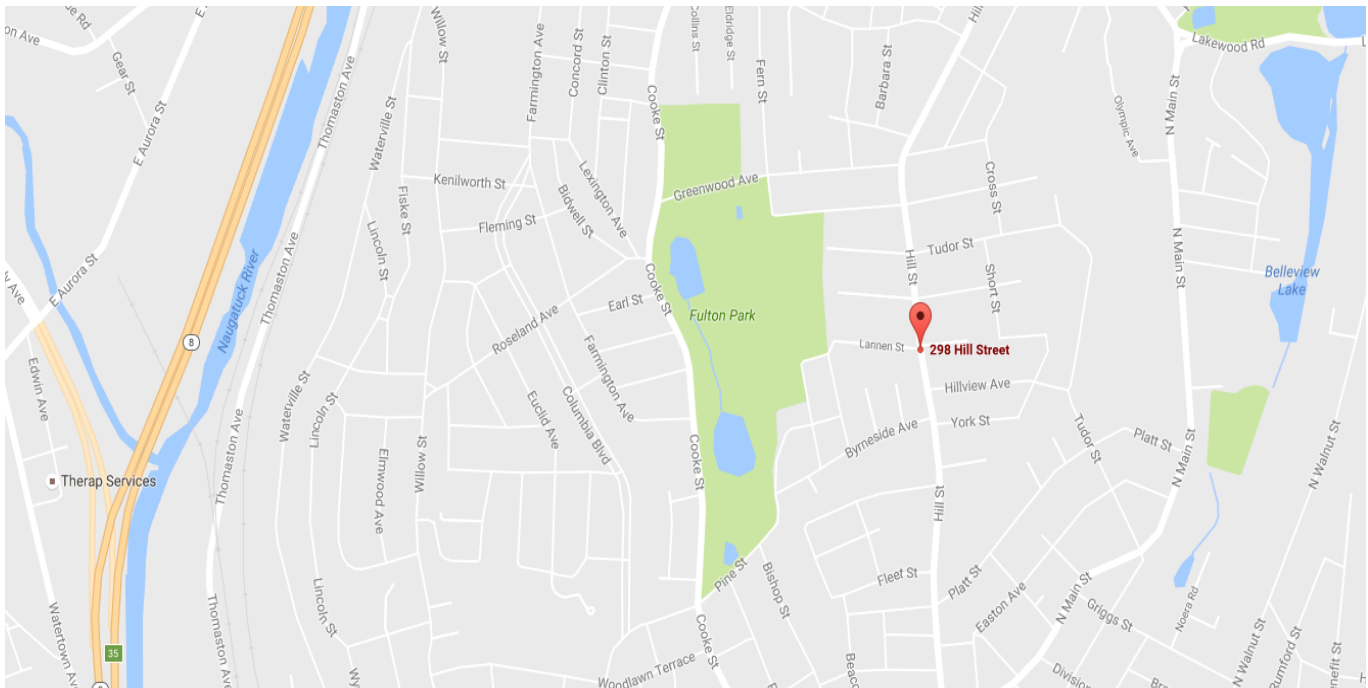 Willow St
Farmington Ave
Concord St
Clinton St
Collins St
Eldridge St
Fern St
Barbara St
Lakewood Rd
Gear St
E Aurora St
Thomaston Ave
Waterville St
Cooke St
N Main St
Olympic Ave
Kenilworth St
Lexington Ave
Greenwood Ave
Cross St
Fiske St
Bidwell St
Fleming St
Lincoln St
Hill St
Tudor St
N Main St
Naugatuck River
Thomaston Ave
E Aurora St
Cooke St
Short St
Belleview
Lake
Earl St
Fulton Park
Roseland Ave
8
Lannen St
298 Hill Street
Edwin Ave
Farmington Ave
Hillview Ave
Waterville St
Lincoln St
Euclid Ave
Columbia Blvd
Byrneside Ave
York St
Tudor St
Platt St
Thomaston Ave
Elmwood Ave
Willow St
Cooke St
N Main St
N Walnut St
Therap Services
Hill St
Pine St
Bishop St
Fleet St
Platt St
Easton Ave
N Main St
Griggs St
Noera Rd
Lincoln St
Watertown Ave
Thomaston Ave
Cooke St
35
Woodlawn Terrace
N Walnut St
Rumford St